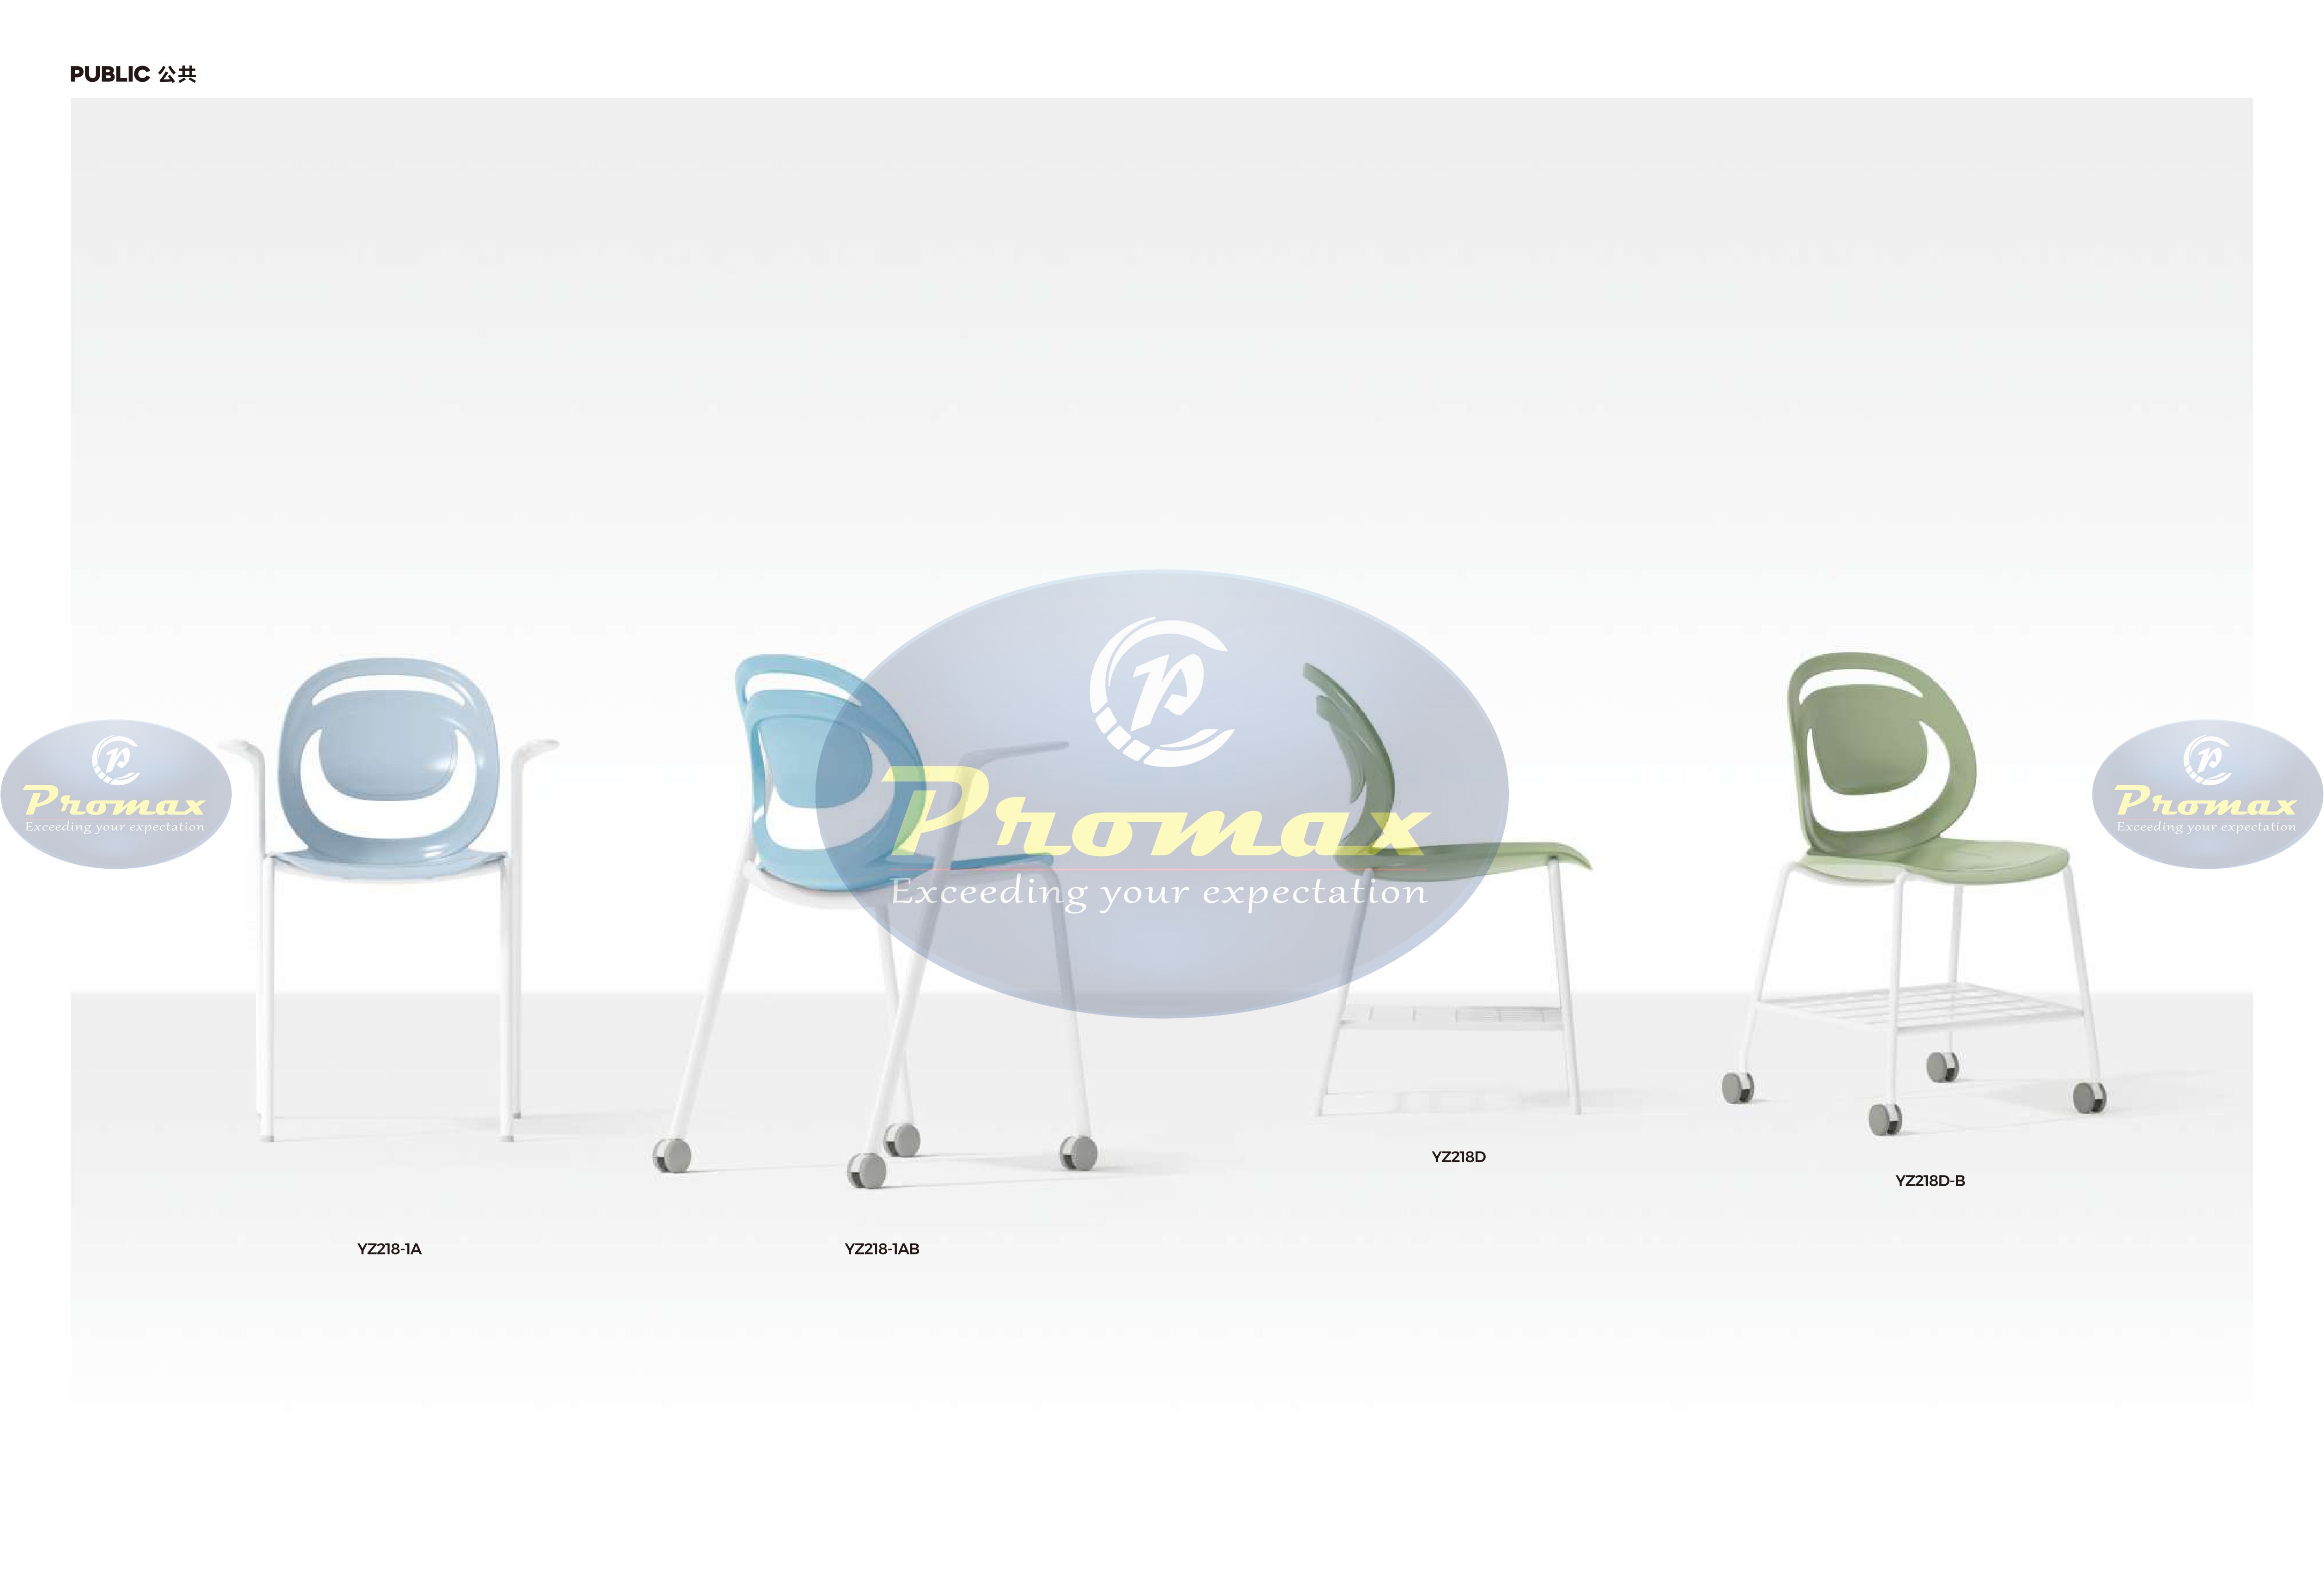 PUBLIC 公共
Promax
Exceeding your expectation
Promax
Exceeding your expectation
Promax
Exceeding your expectation
YZ218D
YZ218D-B
YZ218-1A
YZ218-1AB